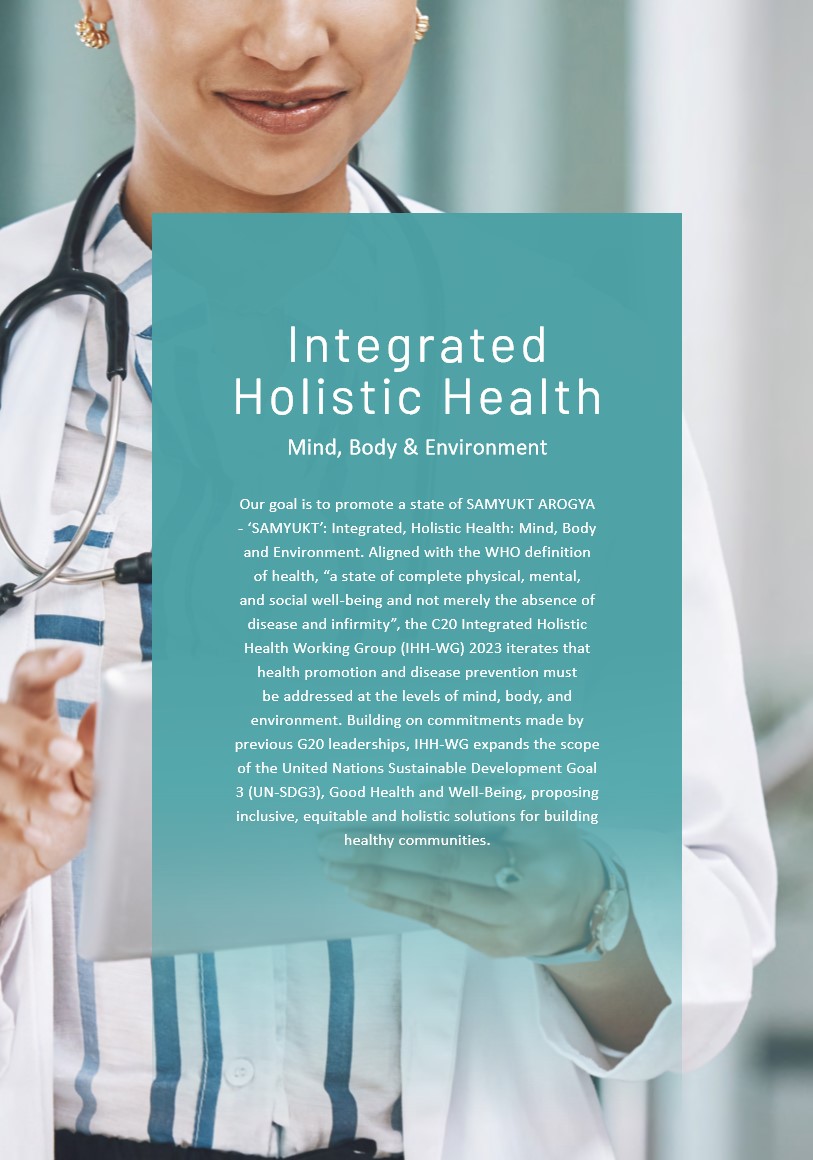 Integrated
Holistic Health
Mind, Body & Environment
Our goal is to promote a state of SAMYUKT AROGYA
- ‘SAMYUKT’: Integrated, Holistic Health: Mind, Body
and Environment. Aligned with the WHO definition
of health, “a state of complete physical, mental,
and social well-being and not merely the absence of
disease and infirmity”, the C20 Integrated Holistic
Health Working Group (IHH-WG) 2023 iterates that
health promotion and disease prevention must
be addressed at the levels of mind, body, and
environment. Building on commitments made by
previous G20 leaderships, IHH-WG expands the scope
of the United Nations Sustainable Development Goal
3 (UN-SDG3), Good Health and Well-Being, proposing
inclusive, equitable and holistic solutions for building
healthy communities.